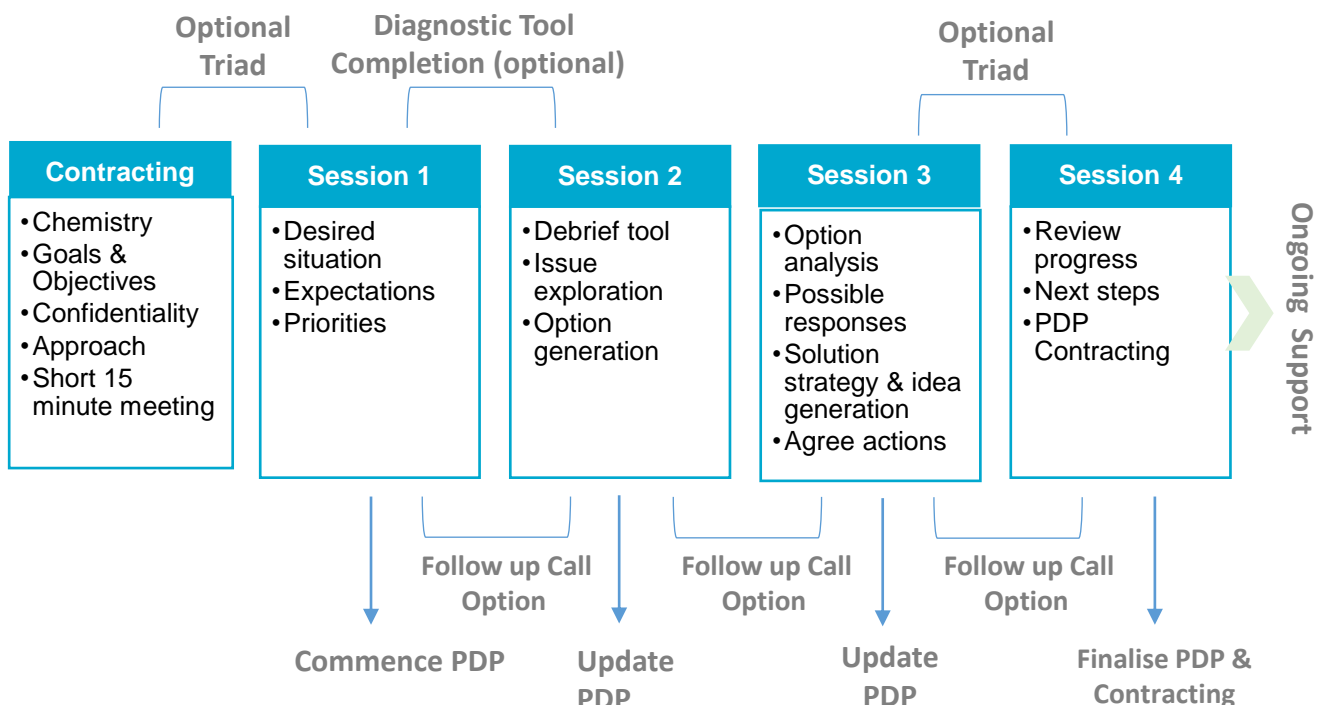 Optional
Triad
Diagnostic Tool
Completion (optional)
Optional
Triad
Contracting
•Chemistry
•Goals &
Objectives
•Confidentiality
•Approach
•Short 15
minute meeting
Session 1
•Desired
situation
•Expectations
•Priorities
Session 2
•Debrief tool
•Issue
exploration
•Option
generation
Session 3
•Option
analysis
•Possible
responses
•Solution
strategy & idea
generation
•Agree actions
Session 4
•Review
progress
•Next steps
•PDP
Contracting
Ongoing Support
Follow up Call
Option
Follow up Call
Option
Follow up Call
Option
Commence PDP
Update
PDP
Update
PDP
Finalise PDP &
Contracting